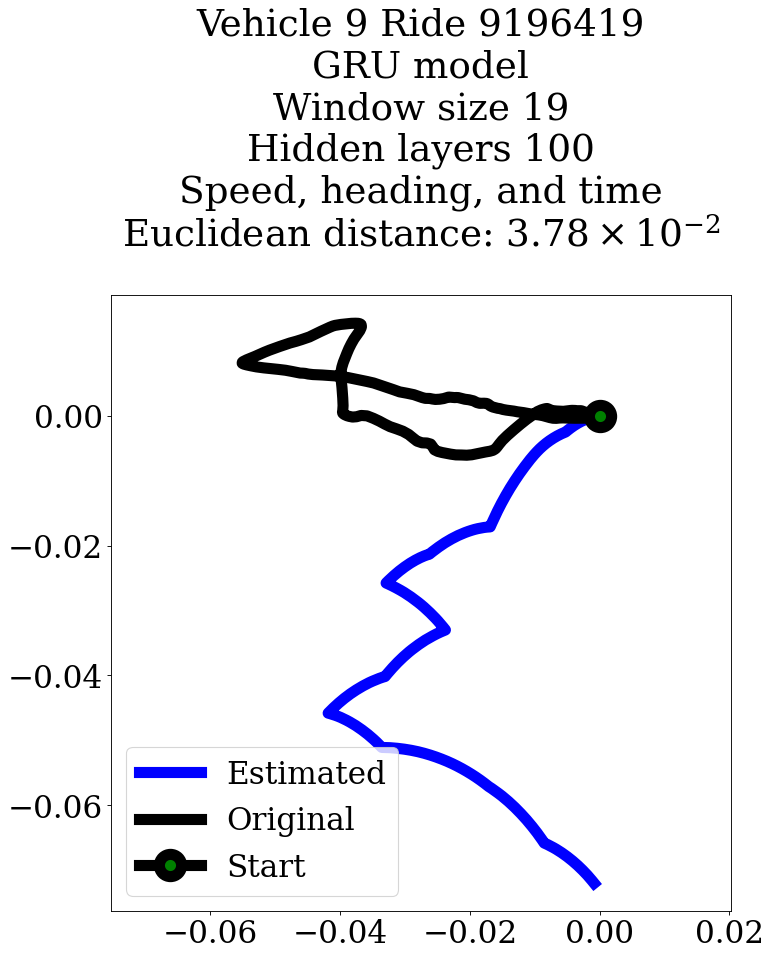 Vehicle 9 Ride 9196419
GRU model
Window size 19
Hidden layers 100
Speed, heading, and time
Euclidean distance: 3.78 × 10⁻²
0.00
−0.02
−0.04
−0.06
Estimated
Original
Start
−0.06 −0.04 −0.02 0.00 0.02